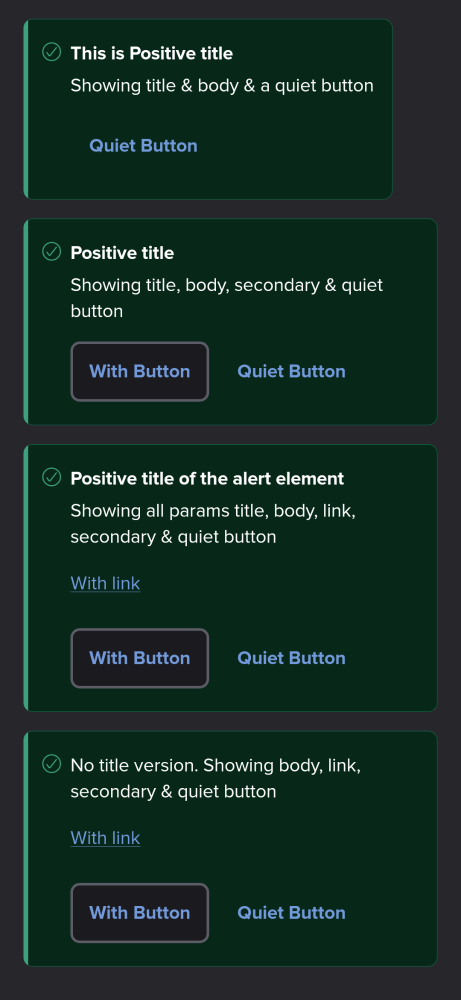 This is Positive title
Showing title & body & a quiet button
Quiet Button
Positive title
Showing title, body, secondary & quiet
button
With Button Quiet Button
Positive title of the alert element
Showing all params title, body, link,
secondary & quiet button
With link
With Button Quiet Button
No title version. Showing body, link,
secondary & quiet button
With link
With Button Quiet Button